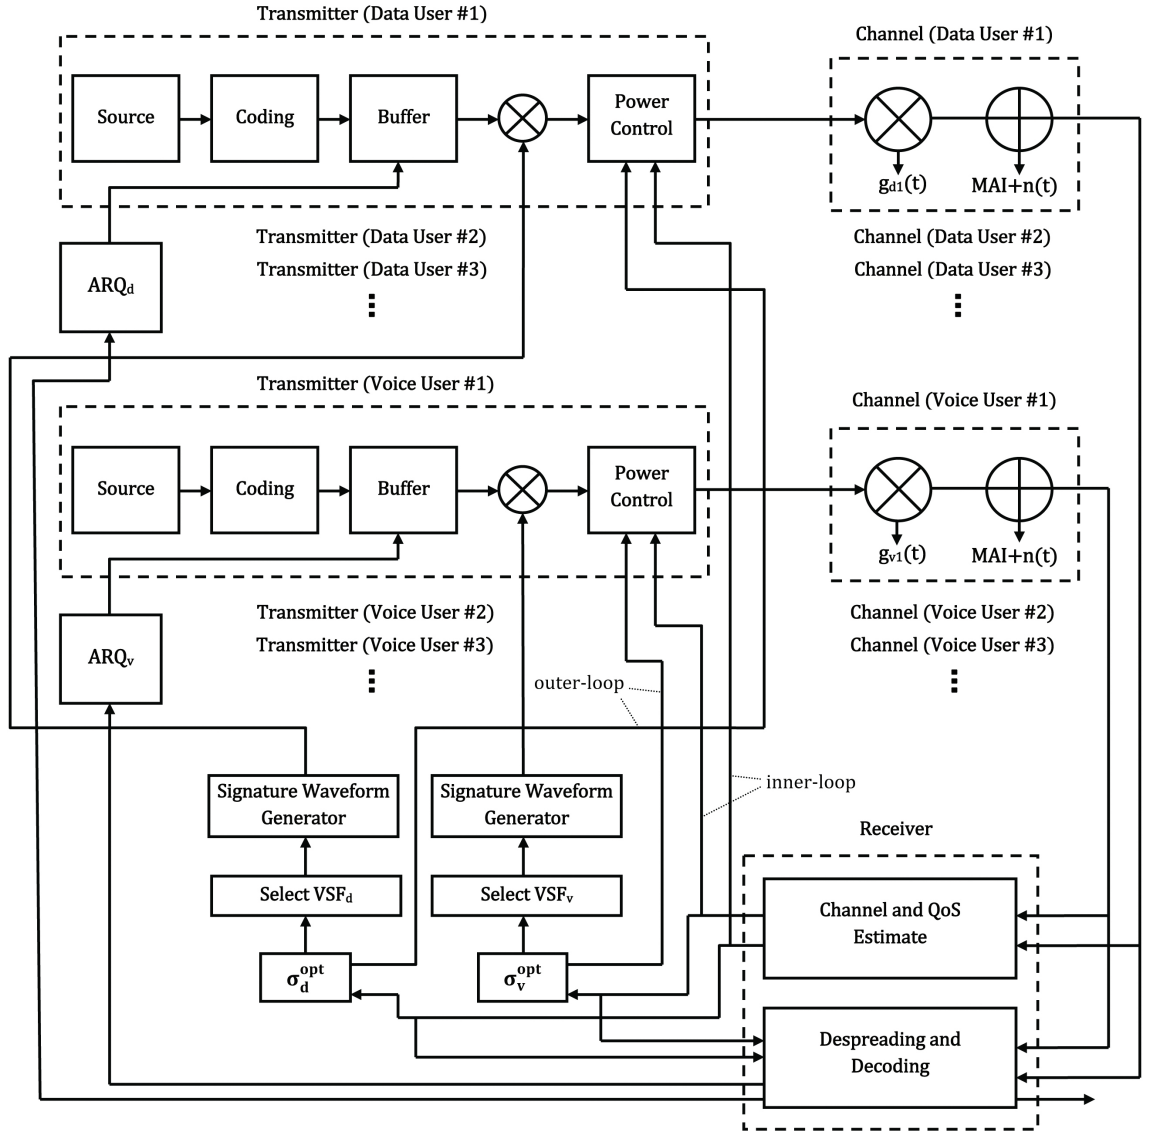 Transmitter (Data User #1)
Channel (Data User #1)
Source
Coding
Buffer
Power
Control
gd1(t)
MAI+n(t)
ARQd
Transmitter (Data User #2)
Transmitter (Data User #3)
Channel (Data User #2)
Channel (Data User #3)
Transmitter (Voice User #1)
Channel (Voice User #1)
Source
Coding
Buffer
Power
Control
gv1(t)
MAI+n(t)
ARQv
Transmitter (Voice User #2)
Transmitter (Voice User #3)
Channel (Voice User #2)
Channel (Voice User #3)
outer-loop
inner-loop
Signature Waveform
Generator
Signature Waveform
Generator
Receiver
Select VSFd
Select VSFv
Channel and QoS
Estimate
σd opt
σv opt
Despreading and
Decoding